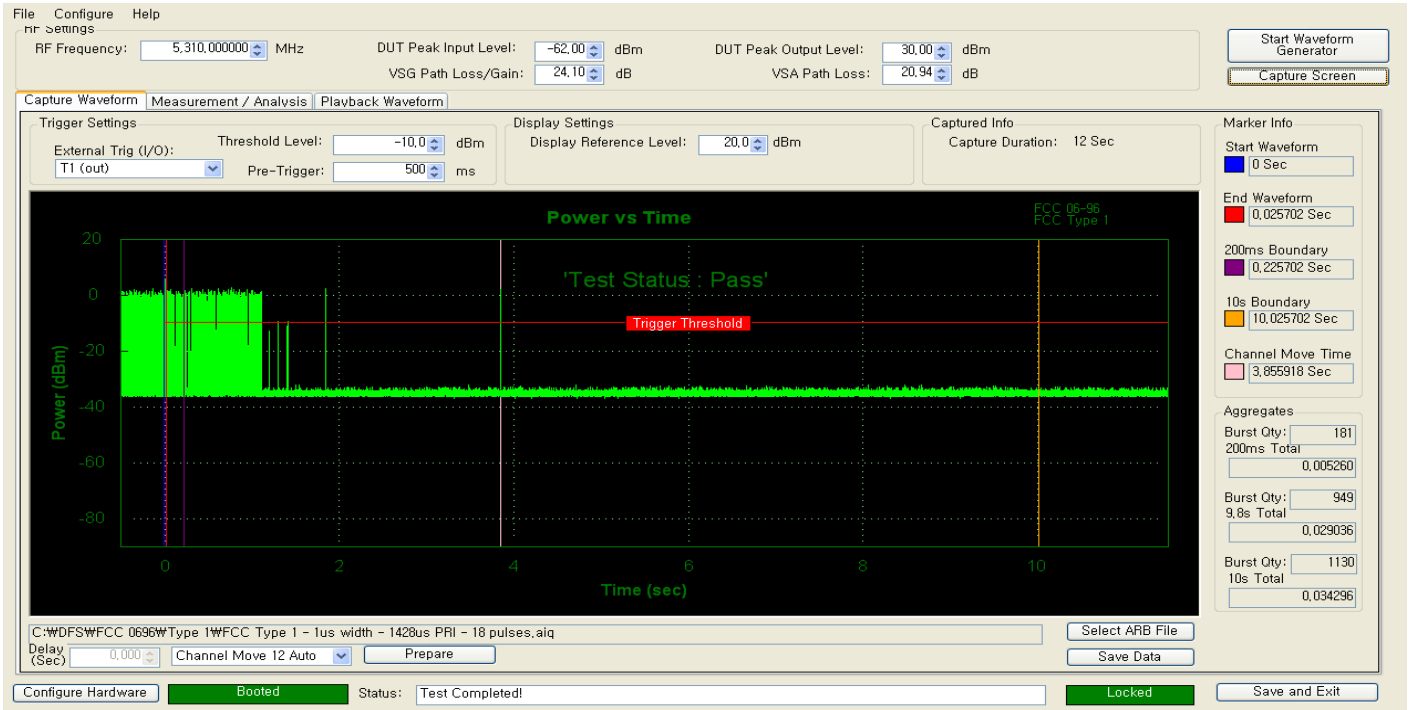 File Configure Help
RF Settings
RF Frequency: 5,310,000000 MHz
DUT Peak Input Level: -62,00 dBm
DUT Peak Output Level: 30,00 dBm
VSG Path Loss/Gain: 24,10 dB
VSA Path Loss: 20,94 dB
Start Waveform
Generator
Capture Screen
Capture Waveform Measurement / Analysis Playback Waveform
Trigger Settings
External Trig (I/O):
T1 (out)
Threshold Level: -10,0 dBm
Pre-Trigger: 500 ms
Display Settings
Display Reference Level: 20,0 dBm
Captured Info
Capture Duration: 12 Sec
Marker Info
Start Waveform
0 Sec
End Waveform
0,025702 Sec
200ms Boundary
0,225702 Sec
10s Boundary
10,025702 Sec
Channel Move Time
3,855918 Sec
Power vs Time
FCC 06-96
FCC Type 1
'Test Status : Pass'
Trigger Threshold
Power (dBm)
20
0
-20
-40
-60
-80
0 2 4 6 8 10
Time (sec)
Aggregates
Burst Qty: 181
200ms Total
0,005260
Burst Qty: 949
9,8s Total
0,029036
Burst Qty: 1130
10s Total
0,034296
C:₩DFS₩FCC 0696₩Type 1₩FCC Type 1 - 1us width - 1428us PRI - 18 pulses,aiq
Select ARB File
Delay
(Sec) 0,000 Channel Move 12 Auto Prepare
Save Data
Configure Hardware Booted Status: Test Completed! Locked Save and Exit